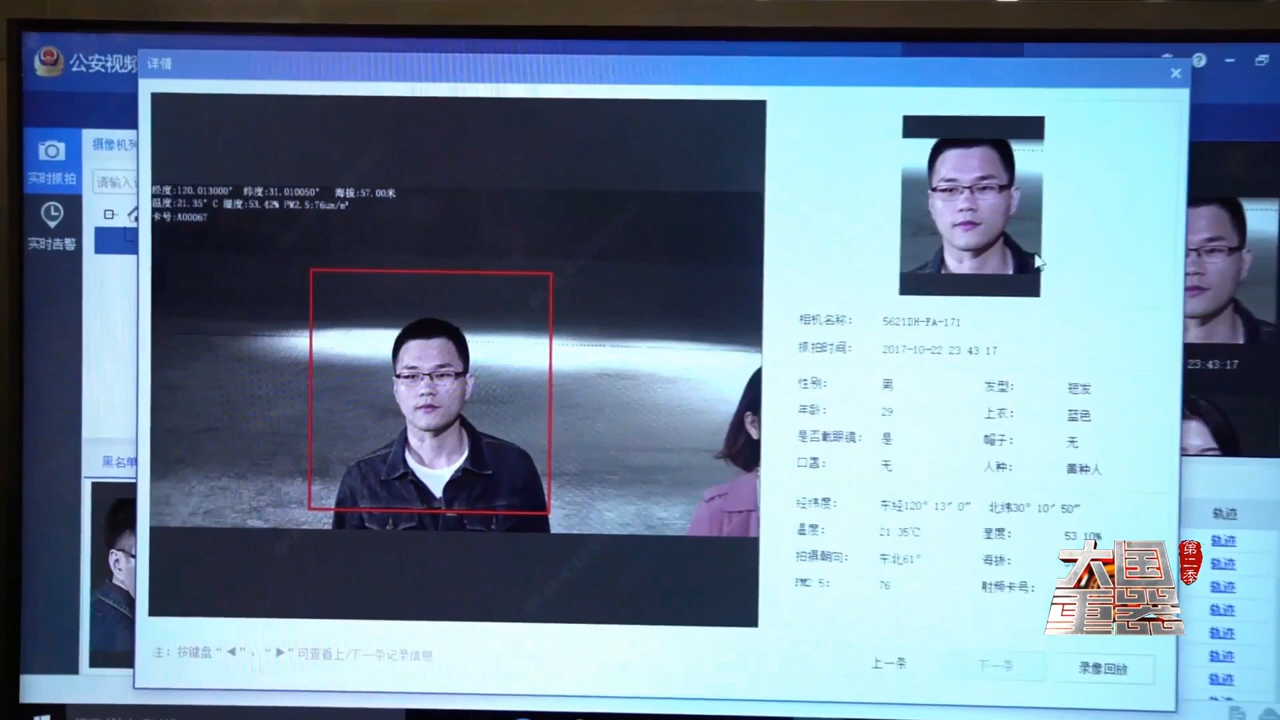 公安视频
详情
摄像机列
实时抓拍
请输入
实时告警
黑名单
经度:120.013000° 纬度:31.010050° 海拔:57.00米
温度:21.35°C 湿度:53.42% PM2.5:76um/m³
卡号:A00067
相机名称: 5621DH-FA-171
抓拍时间: 2017-10-22 23 43 17
性别: 男 发型: 短发
年龄: 29 上衣: 蓝色
是否戴眼镜: 是 帽子: 无
口罩: 无 人种: 黄种人
经纬度: 东经120° 13′ 0″ 北纬30° 10′ 50″
温度: 21 35℃ 湿度: 53 10%
拍摄朝向: 东北61° 海拔:
PM2 5: 76 射频卡号:
注: 按键盘“◀”, “▶”可查看上/下一条记录信息
上一条 下一条 录像回放
23:43:17
轨迹
轨迹
轨迹
轨迹
轨迹
轨迹
轨迹
轨迹
大国重器
第二季